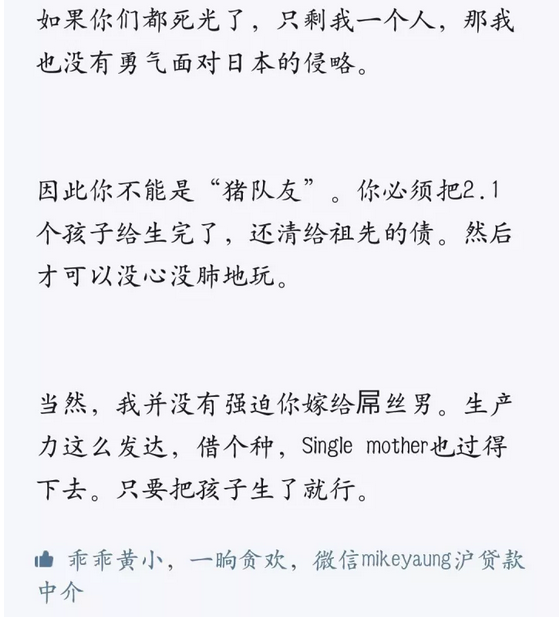 如果你们都死光了，只剩我一个人，那我
也没有勇气面对日本的侵略。
因此你不能是“猪队友”。你必须把2.1
个孩子给生完了，还清给祖先的债。然后
才可以没心没肺地玩。
当然，我并没有强迫你嫁给屌丝男。生产
力这么发达，借个种，Single mother也过得
下去。只要把孩子生了就行。
乖乖黄小，一晌贪欢，微信mikeyaung沪贷款
中介